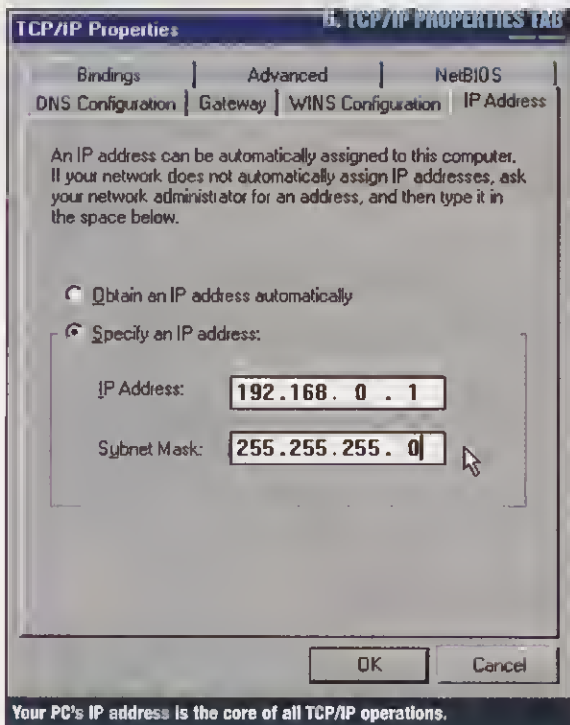 TCP/IP Properties
TCP/IP PROPERTIES TAB
Bindings
Advanced
NetBIOS
DNS Configuration
Gateway
WINS Configuration
IP Address
An IP address can be automatically assigned to this computer.
If your network does not automatically assign IP addresses, ask
your network administrator for an address, and then type it in
the space below.
Obtain an IP address automatically
Specify an IP address:
IP Address:
192.168. 0 . 1
Subnet Mask:
255.255.255. 0
OK
Cancel
Your PC's IP address is the core of all TCP/IP operations.